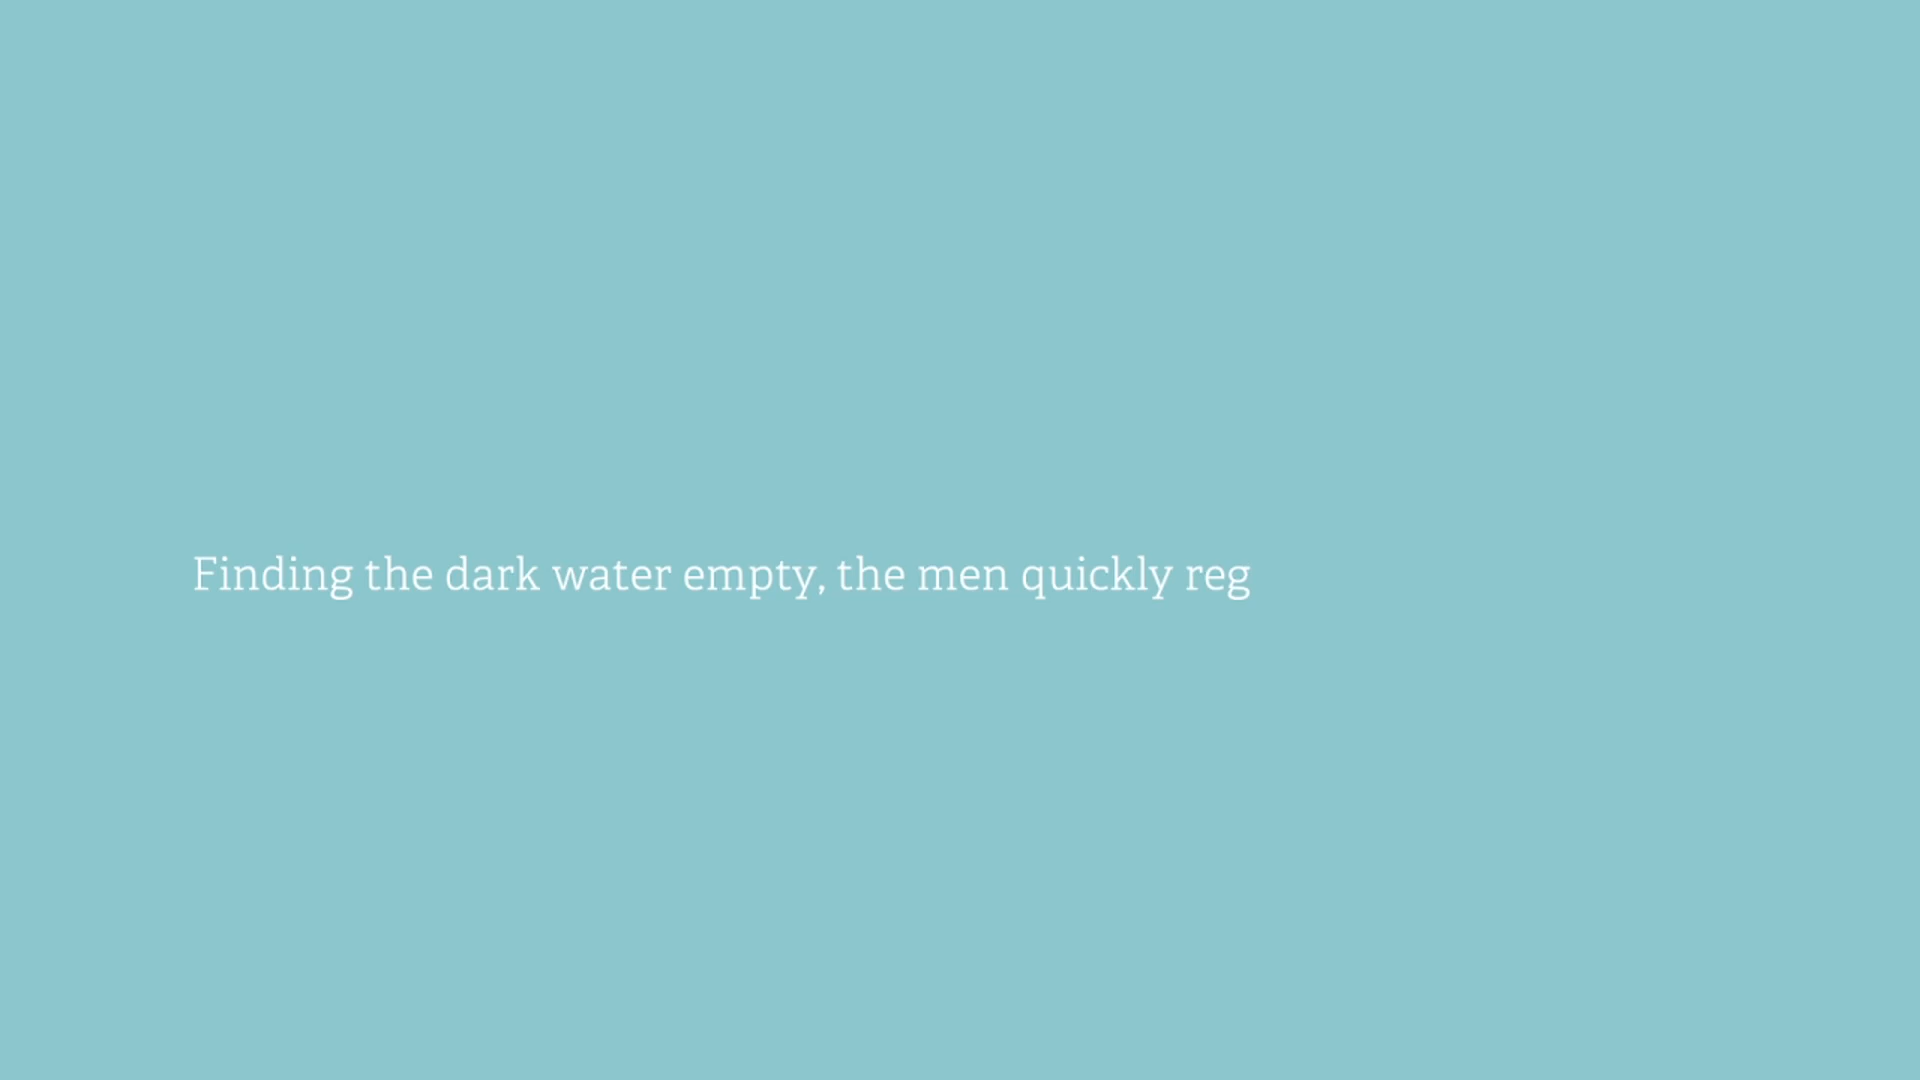 Finding the dark water empty, the men quickly reg